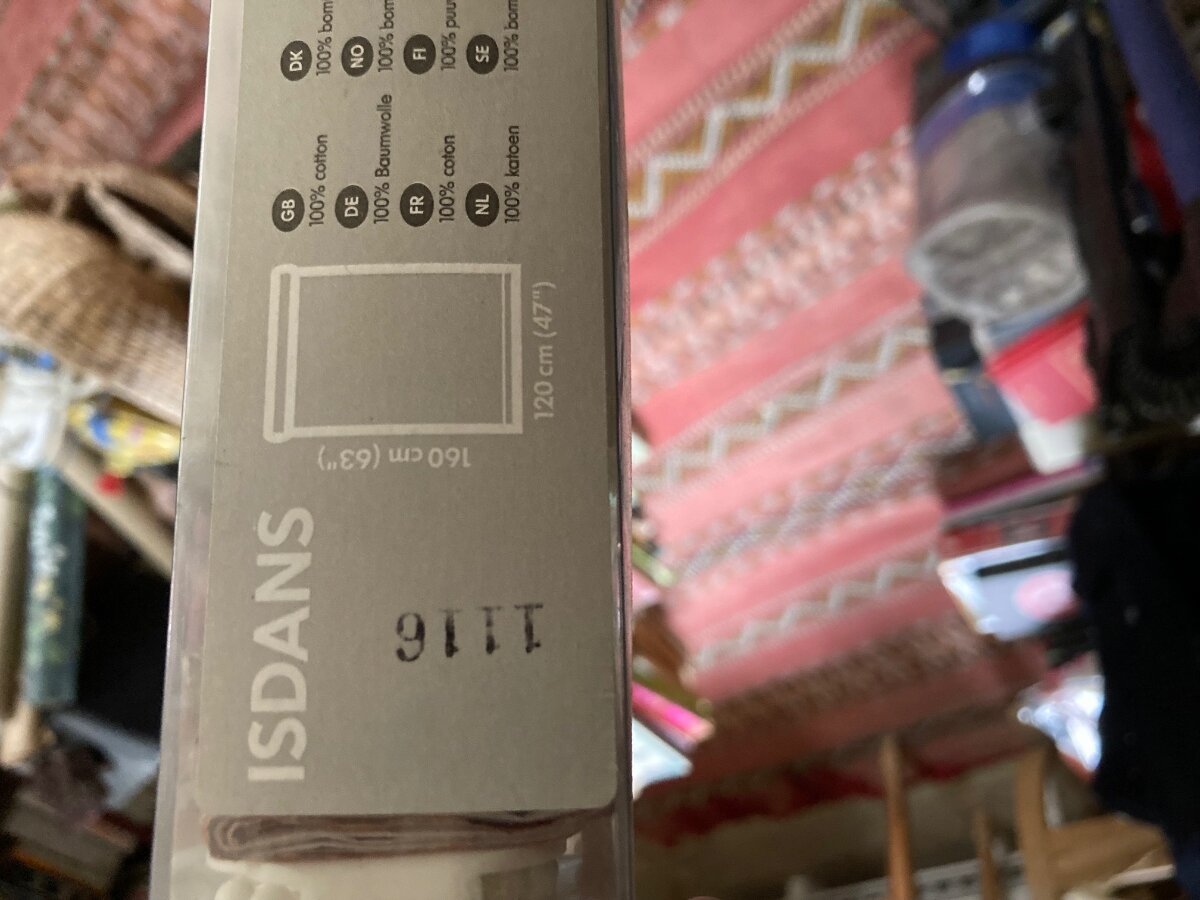 ISDANS
160 cm (63")
120 cm (47")
GB
100% cotton
DE
100% Baumwolle
FR
100% coton
NL
100% katoen
DK
100% bom
NO
100% bom
FI
100% puu
SE
100% bom
1116